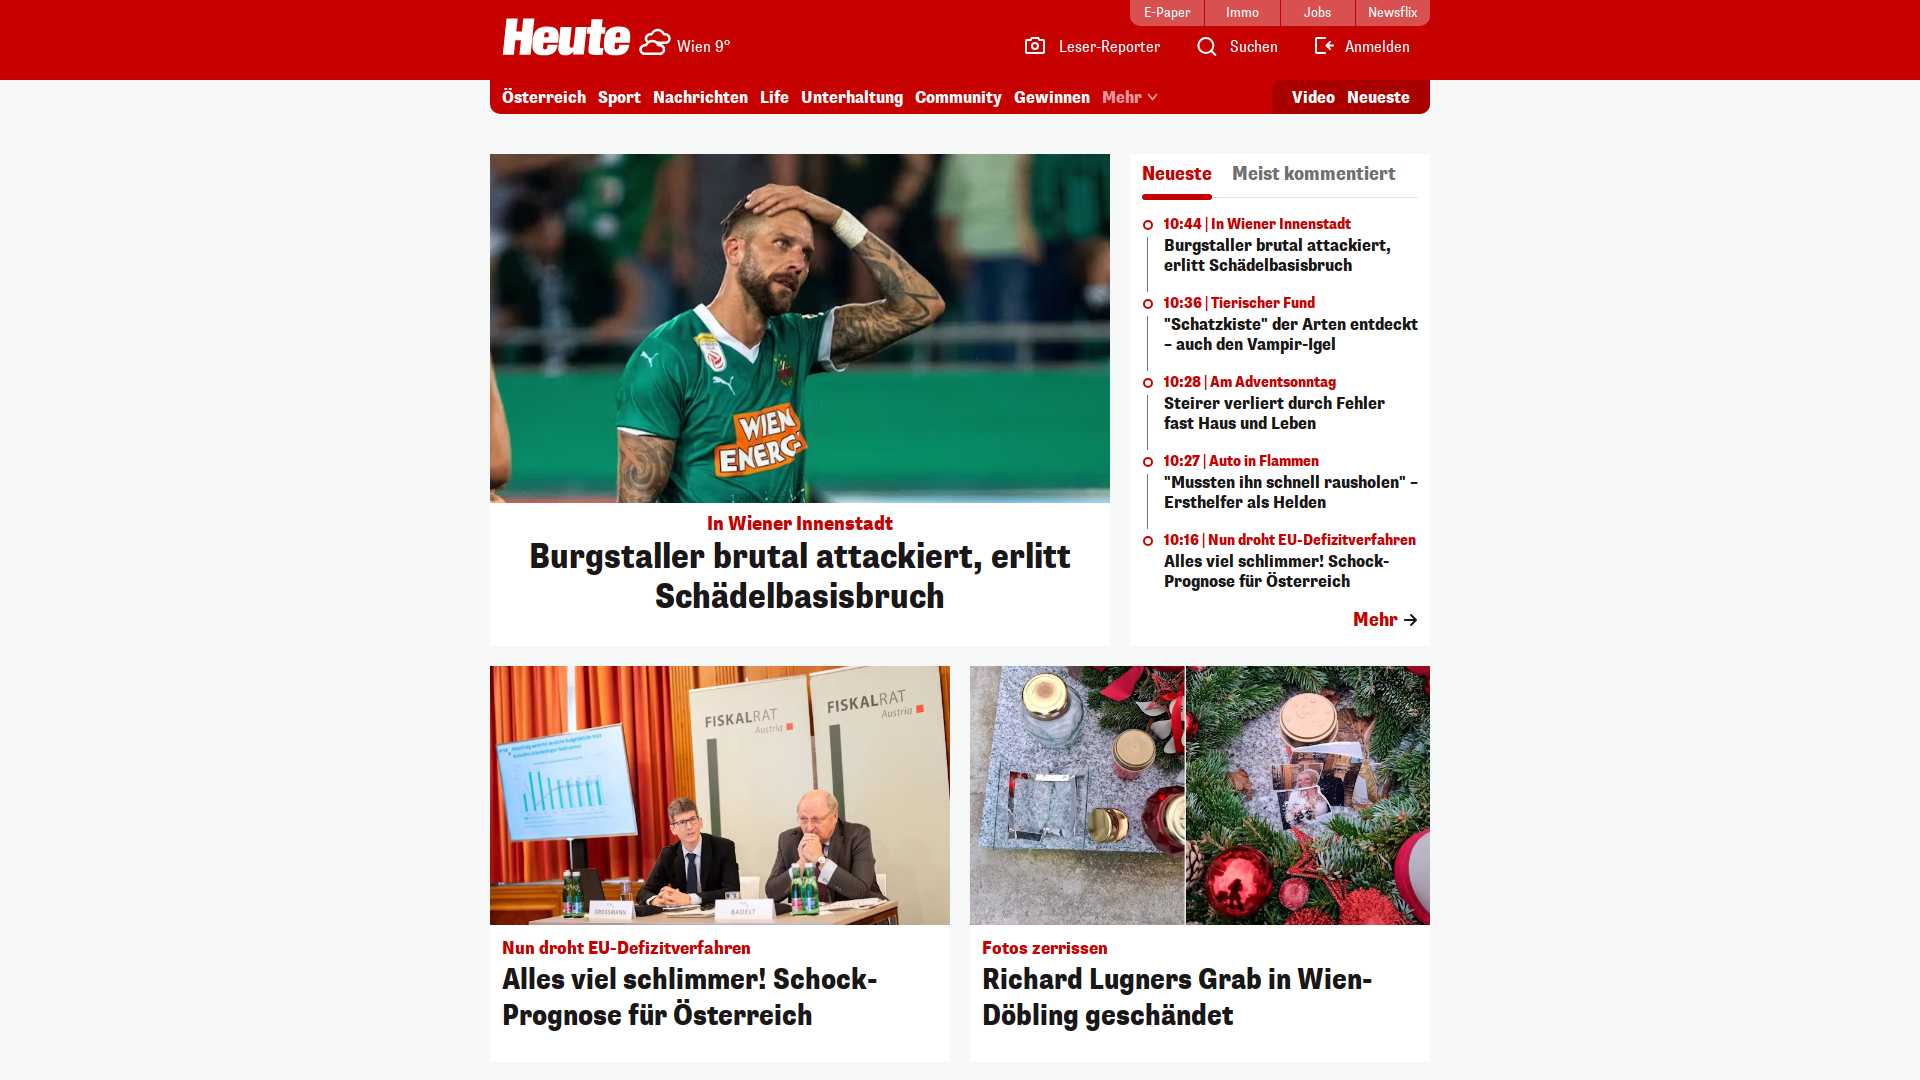 E-Paper
Immo
Jobs
Newsflix
Heute
Wien 9°
Leser-Reporter
Suchen
Anmelden
Österreich
Sport
Nachrichten
Life
Unterhaltung
Community
Gewinnen
Mehr
Video
Neueste
WIEN
ENERGIE
In Wiener Innenstadt
Burgstaller brutal attackiert, erlitt
Schädelbasisbruch
Neueste
Meist kommentiert
10:44 | In Wiener Innenstadt
Burgstaller brutal attackiert,
erlitt Schädelbasisbruch
10:36 | Tierischer Fund
"Schatzkiste" der Arten entdeckt
– auch den Vampir-Igel
10:28 | Am Adventsonntag
Steirer verliert durch Fehler
fast Haus und Leben
10:27 | Auto in Flammen
"Mussten ihn schnell rausholen" –
Ersthelfer als Helden
10:16 | Nun droht EU-Defizitverfahren
Alles viel schlimmer! Schock-
Prognose für Österreich
Mehr
FISKALRAT
Austria
FISKALRAT
Austria
GROSSMANN
BADELT
Nun droht EU-Defizitverfahren
Alles viel schlimmer! Schock-
Prognose für Österreich
Fotos zerrissen
Richard Lugners Grab in Wien-
Döbling geschändet